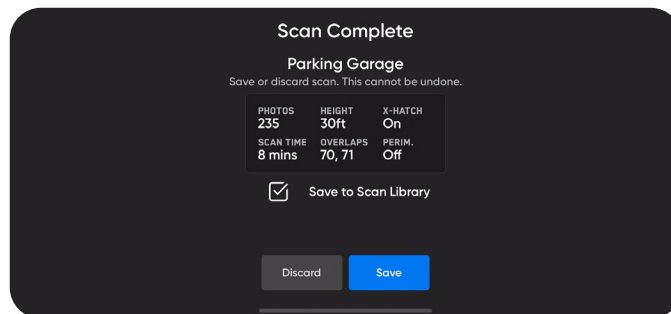 Scan Complete
Parking Garage
Save or discard scan. This cannot be undone.
PHOTOS HEIGHT X-HATCH
235 30ft On
SCAN TIME OVERLAPS PERIM.
8 mins 70, 71 Off
Save to Scan Library
Discard Save